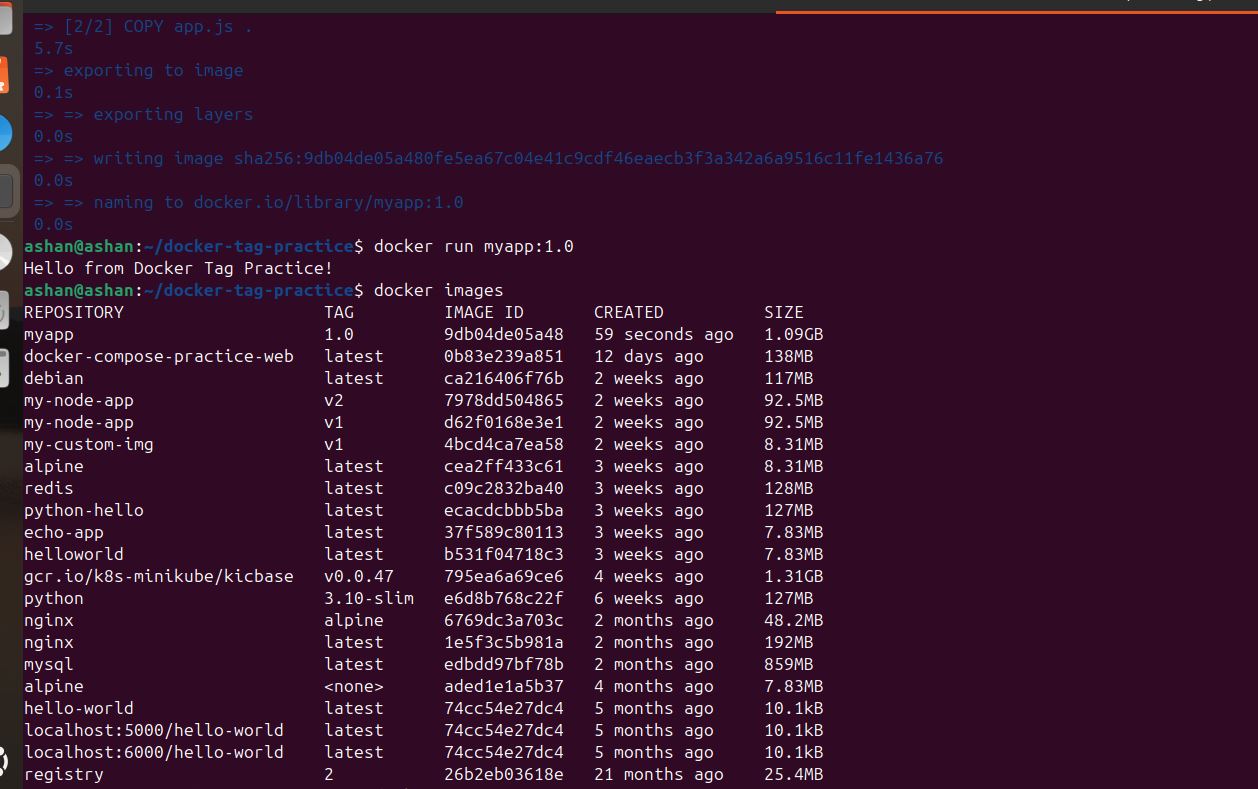 => [2/2] COPY app.js .
5.7s
=> exporting to image
0.1s
=> => exporting layers
0.0s
=> => writing image sha256:9db04de05a480fe5ea67c04e41c9cdf46eaecb3f3a342a6a9516c11fe1436a76
0.0s
=> => naming to docker.io/library/myapp:1.0
0.0s
ashan@ashan:~/docker-tag-practice$ docker run myapp:1.0
Hello from Docker Tag Practice!
ashan@ashan:~/docker-tag-practice$ docker images
REPOSITORY TAG IMAGE ID CREATED SIZE
myapp 1.0 9db04de05a48 59 seconds ago 1.09GB
docker-compose-practice-web latest 0b83e239a851 12 days ago 138MB
debian latest ca216406f76b 2 weeks ago 117MB
my-node-app v2 7978dd504865 2 weeks ago 92.5MB
my-node-app v1 d62f0168e3e1 2 weeks ago 92.5MB
my-custom-img v1 4bcd4ca7ea58 2 weeks ago 8.31MB
alpine latest cea2ff433c61 3 weeks ago 8.31MB
redis latest c09c2832ba40 3 weeks ago 128MB
python-hello latest ecacdcbbb5ba 3 weeks ago 127MB
echo-app latest 37f589c80113 3 weeks ago 7.83MB
helloworld latest b531f04718c3 3 weeks ago 7.83MB
gcr.io/k8s-minikube/kicbase v0.0.47 795ea6a69ce6 4 weeks ago 1.31GB
python 3.10-slim e6d8b768c22f 6 weeks ago 127MB
nginx alpine 6769dc3a703c 2 months ago 48.2MB
nginx latest 1e5f3c5b981a 2 months ago 192MB
mysql latest edbdd97bf78b 2 months ago 859MB
alpine <none> aded1e1a5b37 4 months ago 7.83MB
hello-world latest 74cc54e27dc4 5 months ago 10.1kB
localhost:5000/hello-world latest 74cc54e27dc4 5 months ago 10.1kB
localhost:6000/hello-world latest 74cc54e27dc4 5 months ago 10.1kB
registry 2 26b2eb03618e 21 months ago 25.4MB